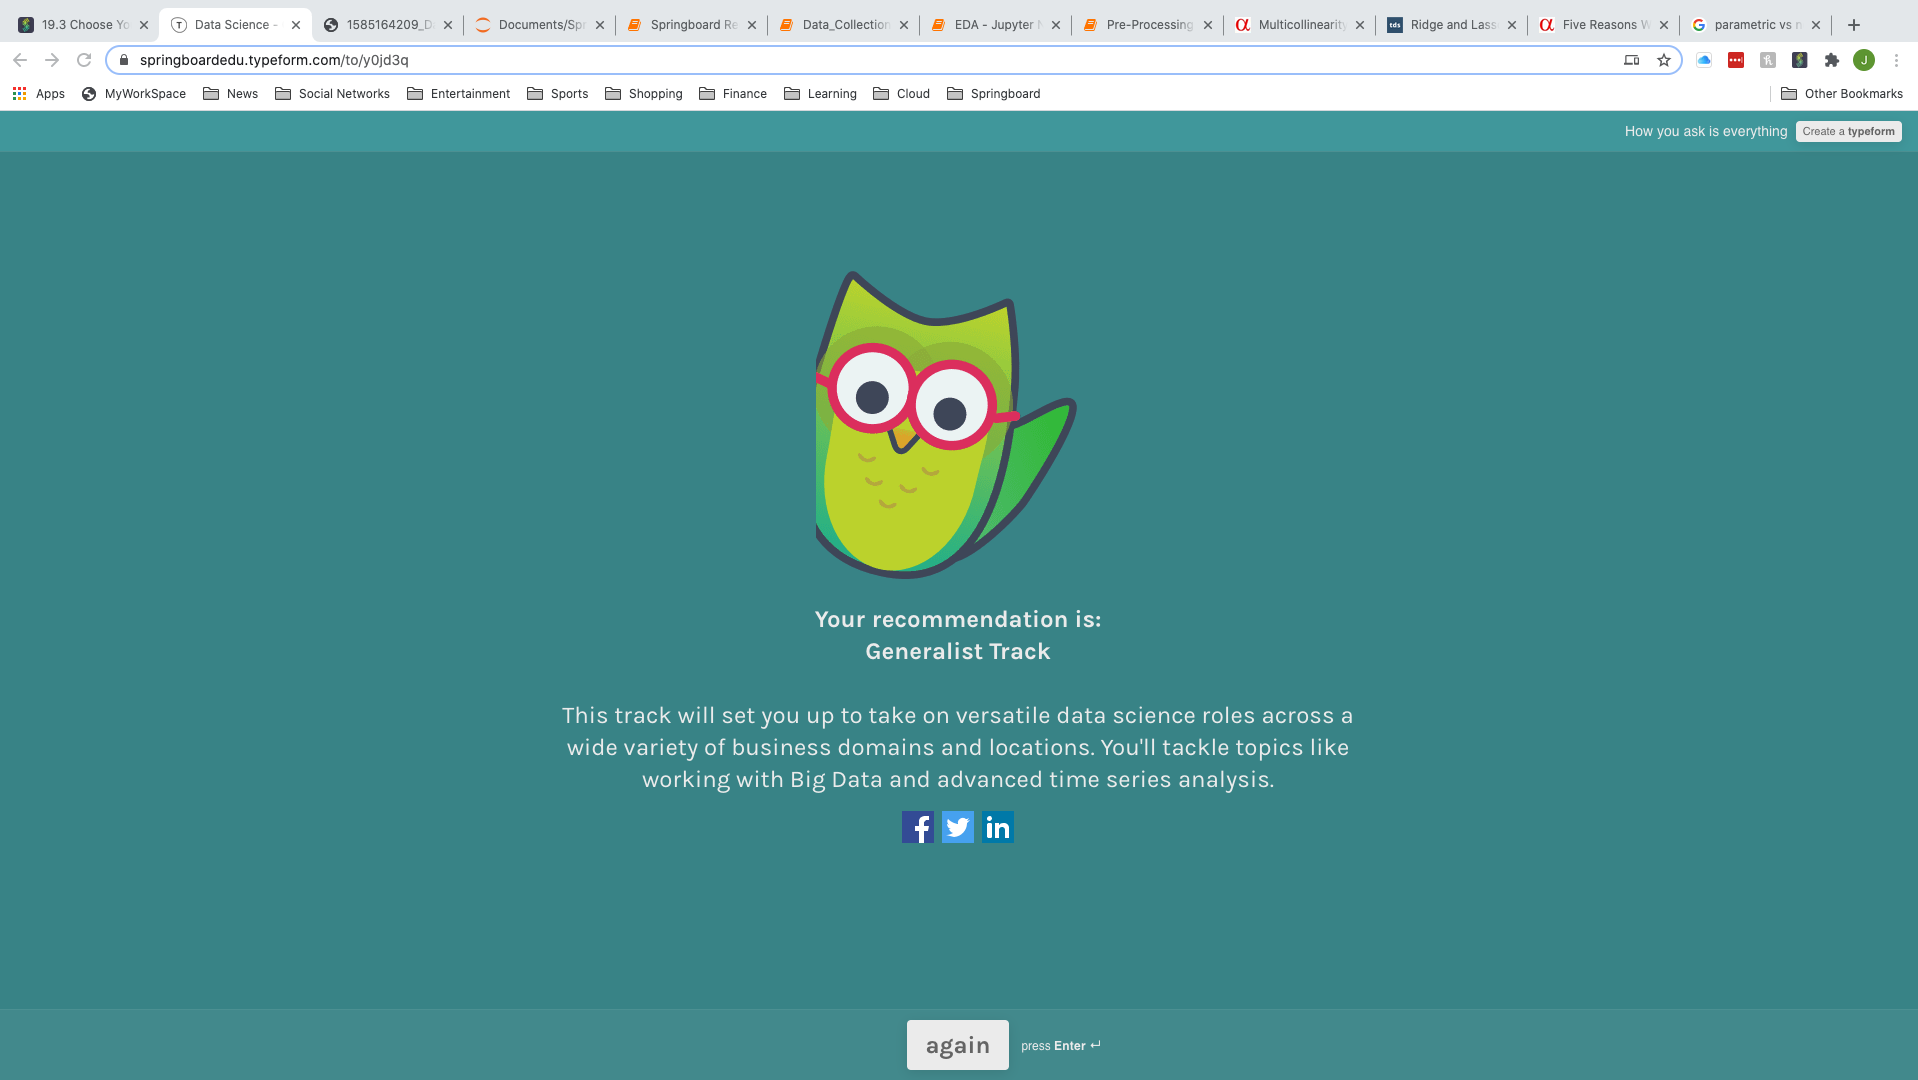 19.3 Choose Yo
Data Science -
1585164209_D
Documents/Spr
Springboard Re
Data_Collection
EDA - Jupyter N
Pre-Processing
Multicollinearity
Ridge and Lass
Five Reasons W
parametric vs n
springboardedu.typeform.com/to/y0jd3q
J
Apps
MyWorkSpace
News
Social Networks
Entertainment
Sports
Shopping
Finance
Learning
Cloud
Springboard
Other Bookmarks
How you ask is everything
Create a typeform
Your recommendation is:
Generalist Track
This track will set you up to take on versatile data science roles across a
wide variety of business domains and locations. You'll tackle topics like
working with Big Data and advanced time series analysis.
again
press Enter ↵